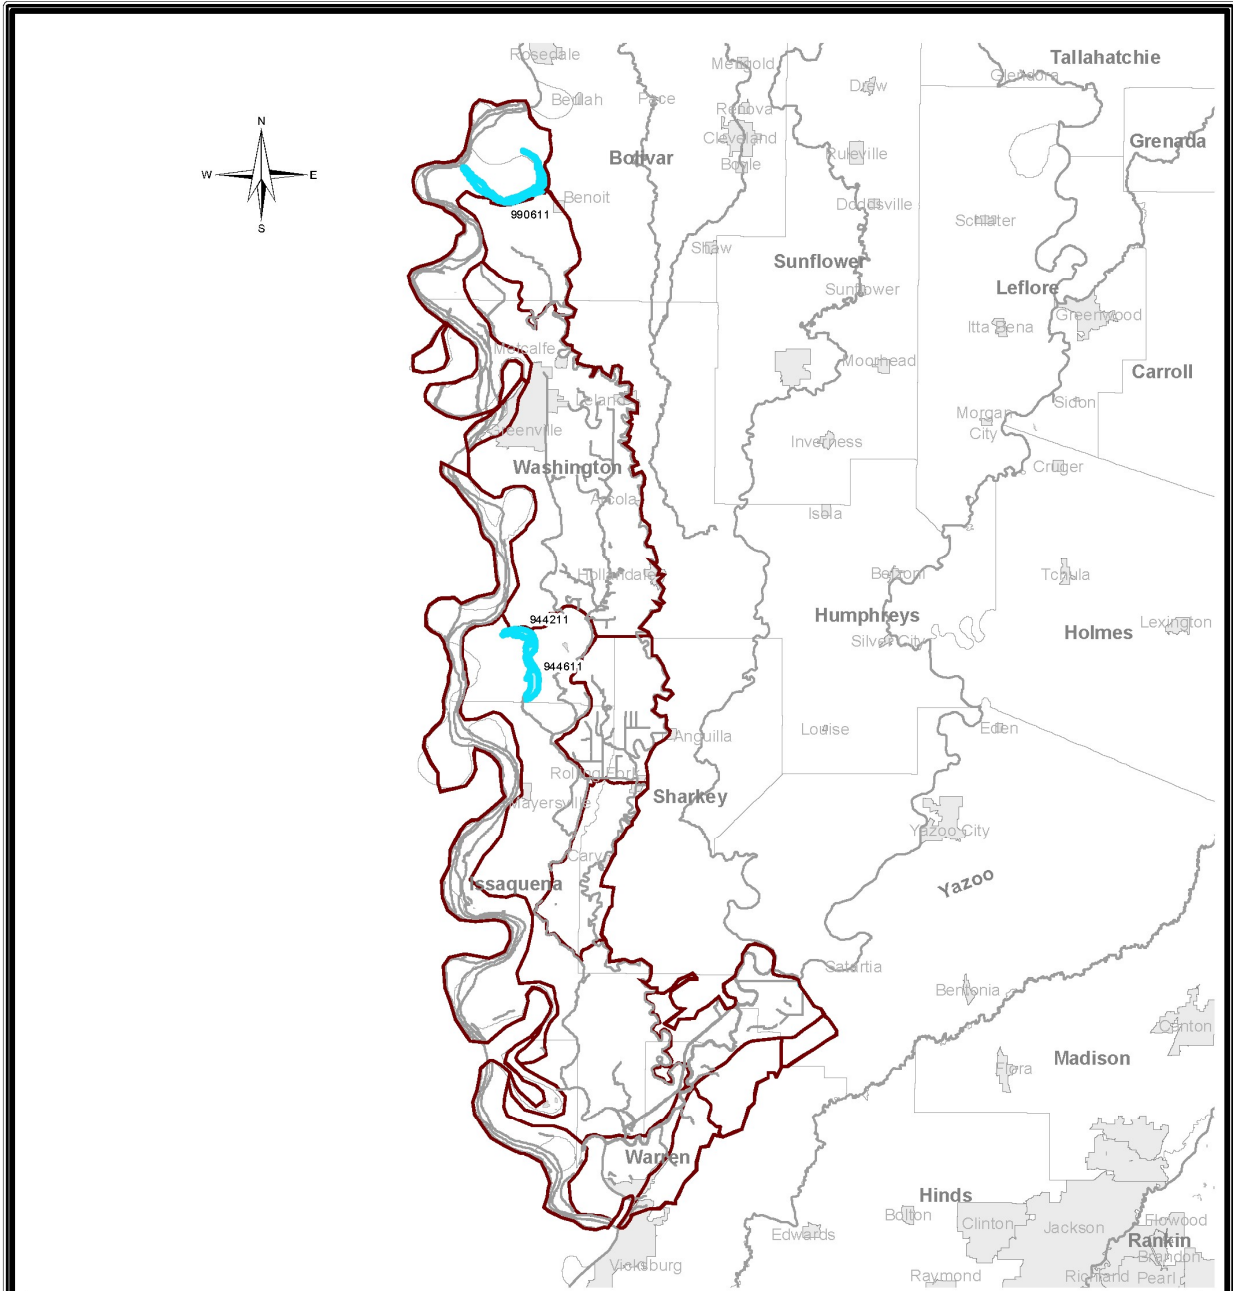 Rosedale
Merigold
Tallahatchie
Glendora
Drew
Beulah
Pace
Renova
Cleveland
Grenada
N
Bolivar
Boyle
Ruleville
W
E
Benoit
Doddsville
990611
Schlater
S
Shaw
Sunflower
Sunflower
Leflore
Greenwood
Itta Bena
Metcalfe
Moorhead
Carroll
Leland
Sidon
Morgan
City
Greenville
Inverness
Washington
Cruger
Arcola
Isola
Hollandale
Belzoni
Tchula
944211
Humphreys
Lexington
Holmes
Silver City
944611
Louise
Eden
Anguilla
Rolling Fork
Sharkey
Mayersville
Yazoo City
Cary
Issaquena
Yazoo
Satartia
Bentonia
Canton
Madison
Flora
Warren
Hinds
Bolton
Clinton
Jackson
Flowood
Edwards
Rankin
Brandon
Vicksburg
Raymond
Richland
Pearl